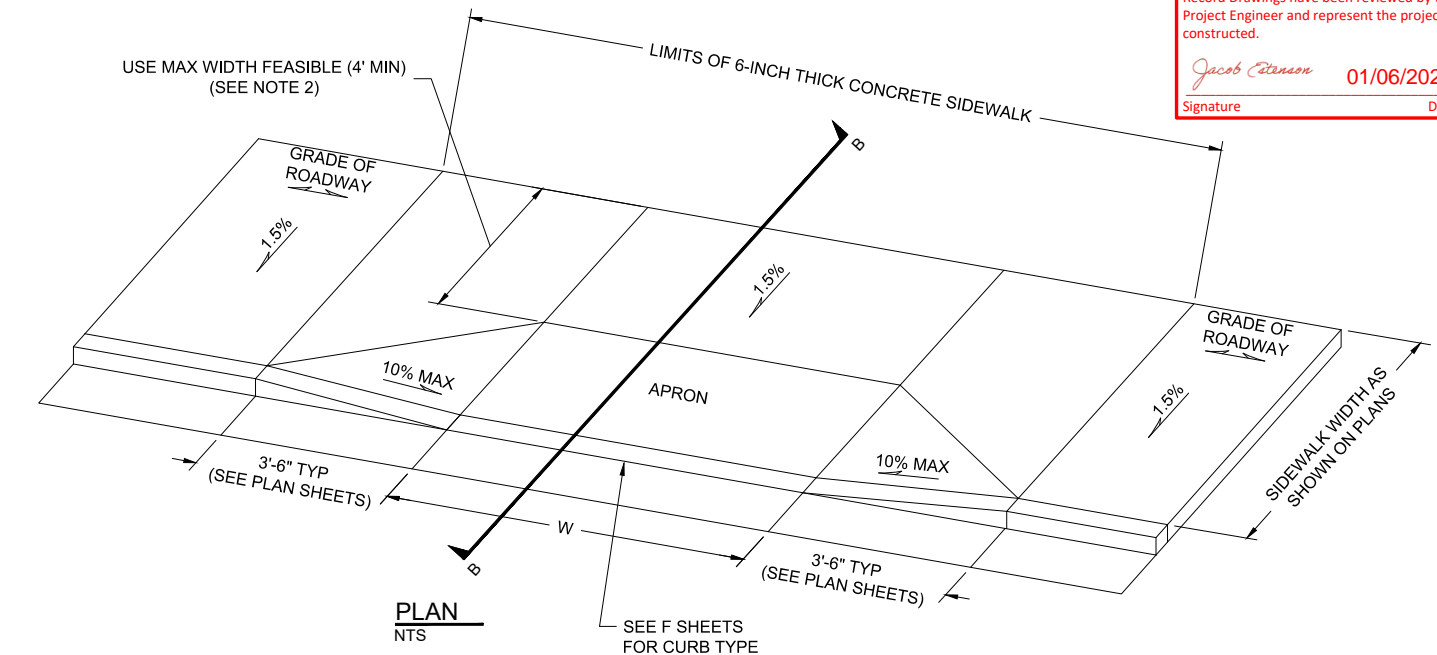 Project Engineer and represent the project
constructed.
Jacob Estenson 01/06/202
Signature D
USE MAX WIDTH FEASIBLE (4' MIN)
(SEE NOTE 2)
LIMITS OF 6-INCH THICK CONCRETE SIDEWALK
B
GRADE OF
ROADWAY
1.5%
1.5%
GRADE OF
ROADWAY
1.5%
10% MAX
APRON
10% MAX
SIDEWALK WIDTH AS
SHOWN ON PLANS
3'-6" TYP
(SEE PLAN SHEETS)
W
3'-6" TYP
(SEE PLAN SHEETS)
B
PLAN
NTS
SEE F SHEETS
FOR CURB TYPE